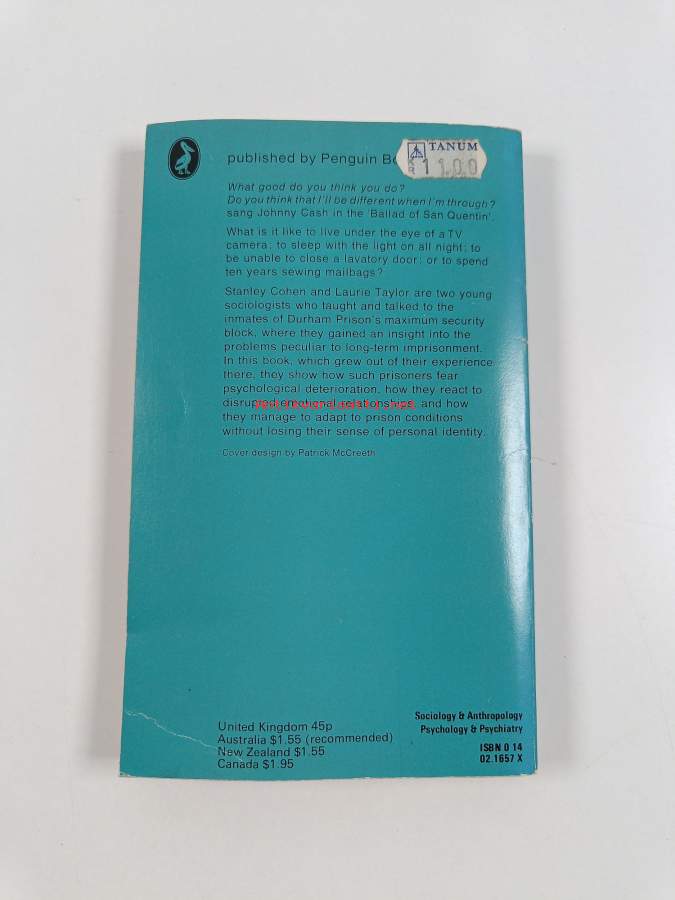 published by Penguin
TANUM
KR 11.00
What good do you think you do?
Do you think that I'll be different when I'm through?
sang Johnny Cash in the 'Ballad of San Quentin'.
What is it like to live under the eye of a TV
camera; to sleep with the light on all night; to
be unable to close a lavatory door; or to spend
ten years sewing mailbags?
Stanley Cohen and Laurie Taylor are two young
sociologists who taught and talked to the
inmates of Durham Prison's maximum security
block, where they gained an insight into the
problems peculiar to long-term imprisonment.
In this book, which grew out of their experience
there, they show how such prisoners fear
psychological deterioration, how they react to
disrupted emotional relationships, and how
they manage to adapt to prison conditions
without losing their sense of personal identity.
Cover design by Patrick McCreeth
United Kingdom 45p
Australia $1.55 (recommended)
New Zealand $1.55
Canada $1.95
Sociology & Anthropology
Psychology & Psychiatry
ISBN 0 14
02.1657 X